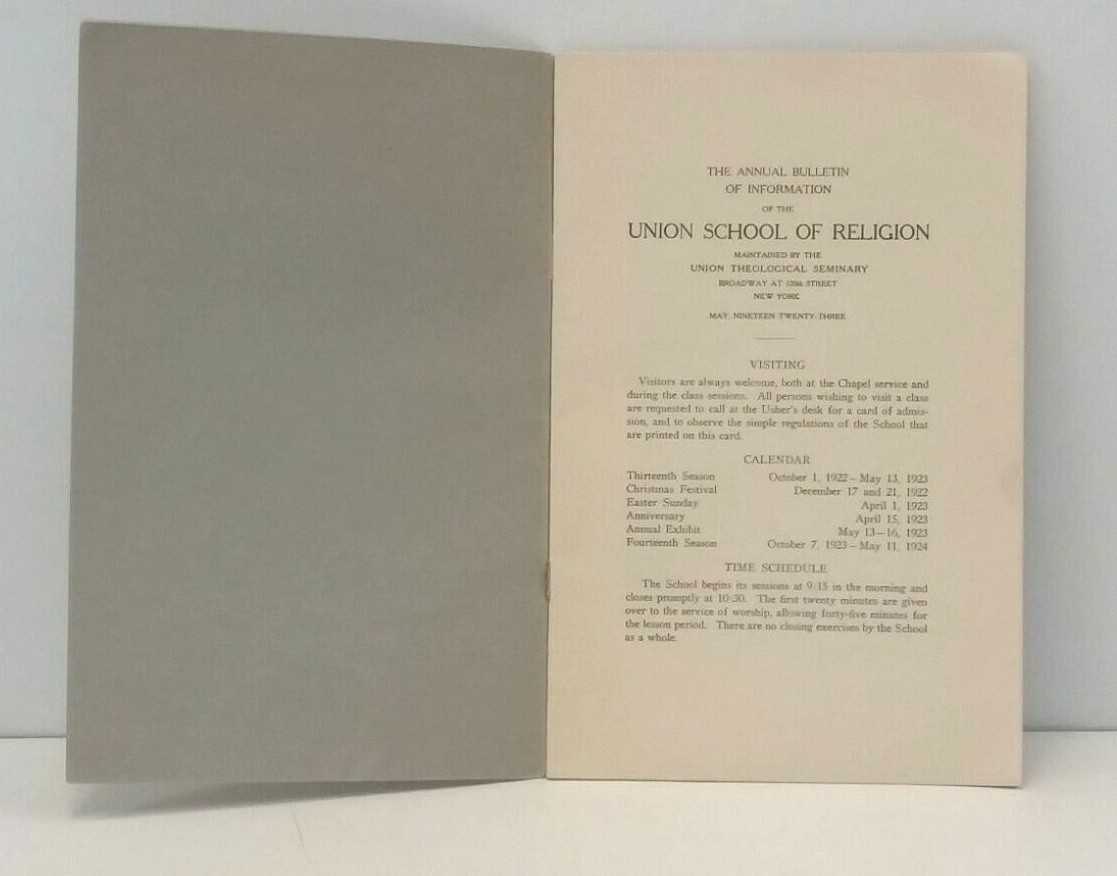 THE ANNUAL BULLETIN
OF INFORMATION
OF THE
UNION SCHOOL OF RELIGION
MAINTAINED BY THE
UNION THEOLOGICAL SEMINARY
BROADWAY AT 120th STREET
NEW YORK
MAY NINETEEN TWENTY THREE
VISITING
Visitors are always welcome, both at the Chapel service and
during the class sessions. All persons wishing to visit a class
are requested to call at the Usher's desk for a card of admis-
sion, and to observe the simple regulations of the School that
are printed on this card.
CALENDAR
Thirteenth Season October 1, 1922 – May 13, 1923
Christmas Festival December 17 and 21, 1922
Easter Sunday April 1, 1923
Anniversary April 15, 1923
Annual Exhibit May 13–16, 1923
Fourteenth Season October 7, 1923 – May 11, 1924
TIME SCHEDULE
The School begins its sessions at 9:15 in the morning and
closes promptly at 10:30. The first twenty minutes are given
over to the service of worship, allowing forty-five minutes for
the lesson period. There are no closing exercises by the School
as a whole.